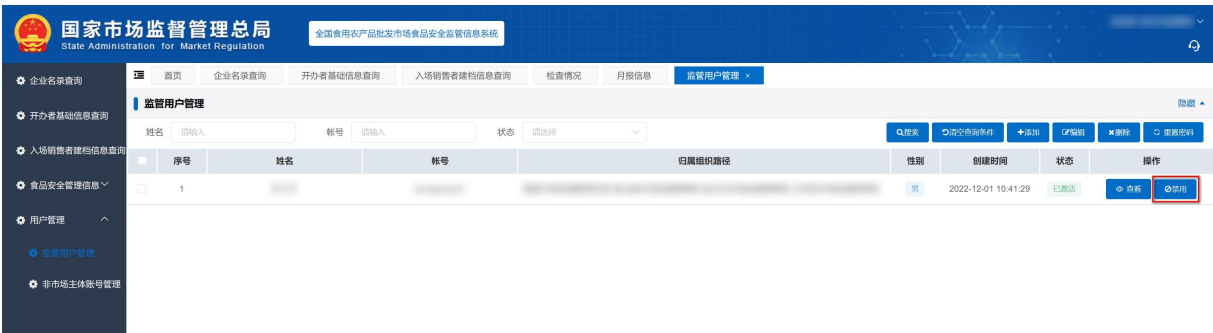 国家市场监督管理总局
State Administration for Market Regulation
全国食用农产品批发市场食品安全监管信息系统
企业名录查询
开办者基础信息查询
入场销售者建档信息查询
食品安全管理信息
用户管理
监管用户管理
非市场主体账号管理
首页 企业名录查询 开办者基础信息查询 入场销售者建档信息查询 检查情况 月报信息 监管用户管理 ×
监管用户管理 隐藏
姓名 请输入 帐号 请输入 状态 请选择 搜索 清空查询条件 +添加 编辑 ×删除 重置密码
序号 姓名 帐号 归属组织路径 性别 创建时间 状态 操作
1 男 2022-12-01 10:41:29 已激活 查看 禁用